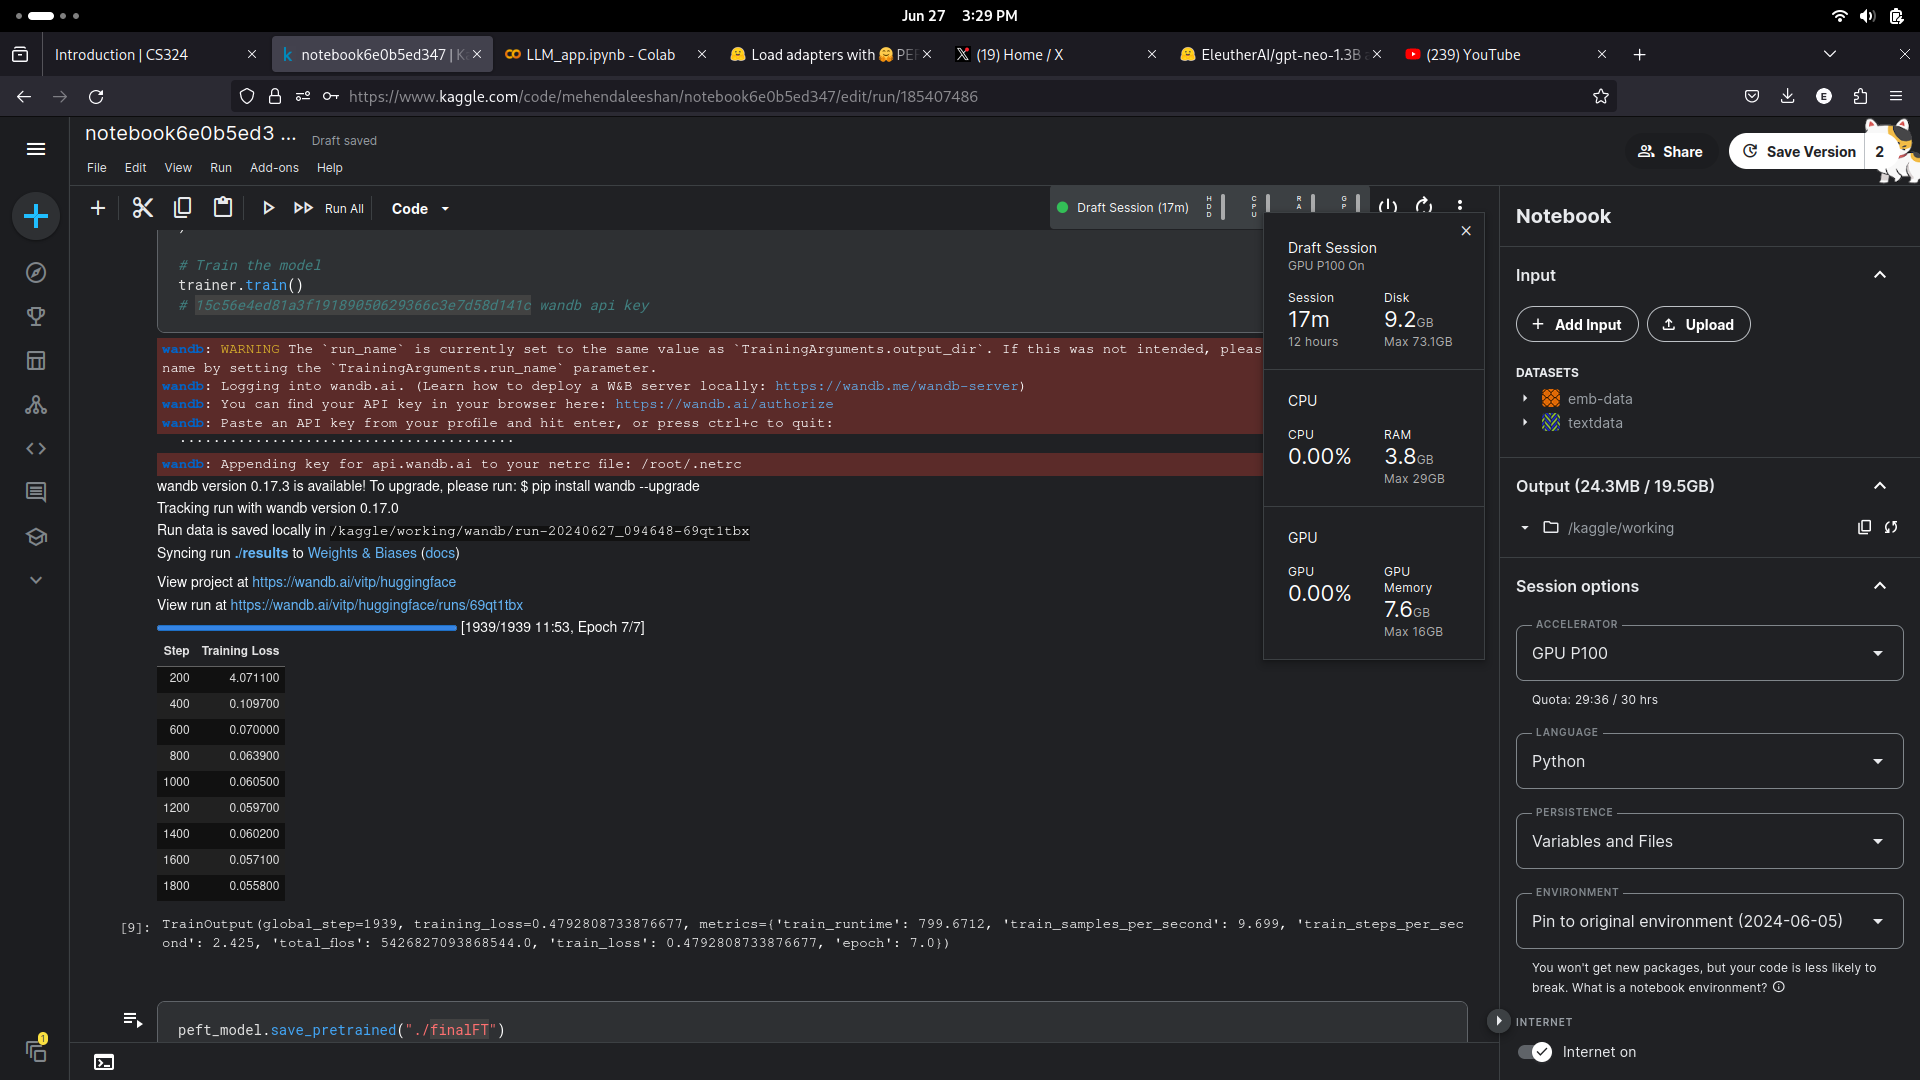 Jun 27 3:29 PM
Introduction | CS324
notebook6e0b5ed347 | K
LLM_app.ipynb - Colab
Load adapters with 🤗 PEF
(19) Home / X
EleutherAI/gpt-neo-1.3B
(239) YouTube
https://www.kaggle.com/code/mehendaleeshan/notebook6e0b5ed347/edit/run/185407486
notebook6e0b5ed3 ...
Draft saved
File Edit View Run Add-ons Help
Share
Save Version 2
Run All
Code
Draft Session (17m)
HDD
CPU
RA
GP
# Train the model
trainer.train()
# 15c56e4ed81a3f19189050629366c3e7d58d141c wandb api key
wandb: WARNING The `run_name` is currently set to the same value as `TrainingArguments.output_dir`. If this was not intended, pleas
name by setting the `TrainingArguments.run_name` parameter.
wandb: Logging into wandb.ai. (Learn how to deploy a W&B server locally: https://wandb.me/wandb-server)
wandb: You can find your API key in your browser here: https://wandb.ai/authorize
wandb: Paste an API key from your profile and hit enter, or press ctrl+c to quit:
········································
wandb: Appending key for api.wandb.ai to your netrc file: /root/.netrc
wandb version 0.17.3 is available! To upgrade, please run: $ pip install wandb --upgrade
Tracking run with wandb version 0.17.0
Run data is saved locally in /kaggle/working/wandb/run-20240627_094648-69qt1tbx
Syncing run ./results to Weights & Biases (docs)
View project at https://wandb.ai/vitp/huggingface
View run at https://wandb.ai/vitp/huggingface/runs/69qt1tbx
[1939/1939 11:53, Epoch 7/7]
Step Training Loss
200 4.071100
400 0.109700
600 0.070000
800 0.063900
1000 0.060500
1200 0.059700
1400 0.060200
1600 0.057100
1800 0.055800
[9]: TrainOutput(global_step=1939, training_loss=0.4792808733876677, metrics={'train_runtime': 799.6712, 'train_samples_per_second': 9.699, 'train_steps_per_sec
ond': 2.425, 'total_flos': 5426827093868544.0, 'train_loss': 0.4792808733876677, 'epoch': 7.0})
peft_model.save_pretrained("./finalFT")
Draft Session
GPU P100 On
Session Disk
17m 9.2GB
12 hours Max 73.1GB
CPU
CPU RAM
0.00% 3.8GB
Max 29GB
GPU
GPU GPU Memory
0.00% 7.6GB
Max 16GB
Notebook
Input
Add Input
Upload
DATASETS
emb-data
textdata
Output (24.3MB / 19.5GB)
/kaggle/working
Session options
ACCELERATOR
GPU P100
Quota: 29:36 / 30 hrs
LANGUAGE
Python
PERSISTENCE
Variables and Files
ENVIRONMENT
Pin to original environment (2024-06-05)
You won't get new packages, but your code is less likely to
break. What is a notebook environment?
INTERNET
Internet on
1